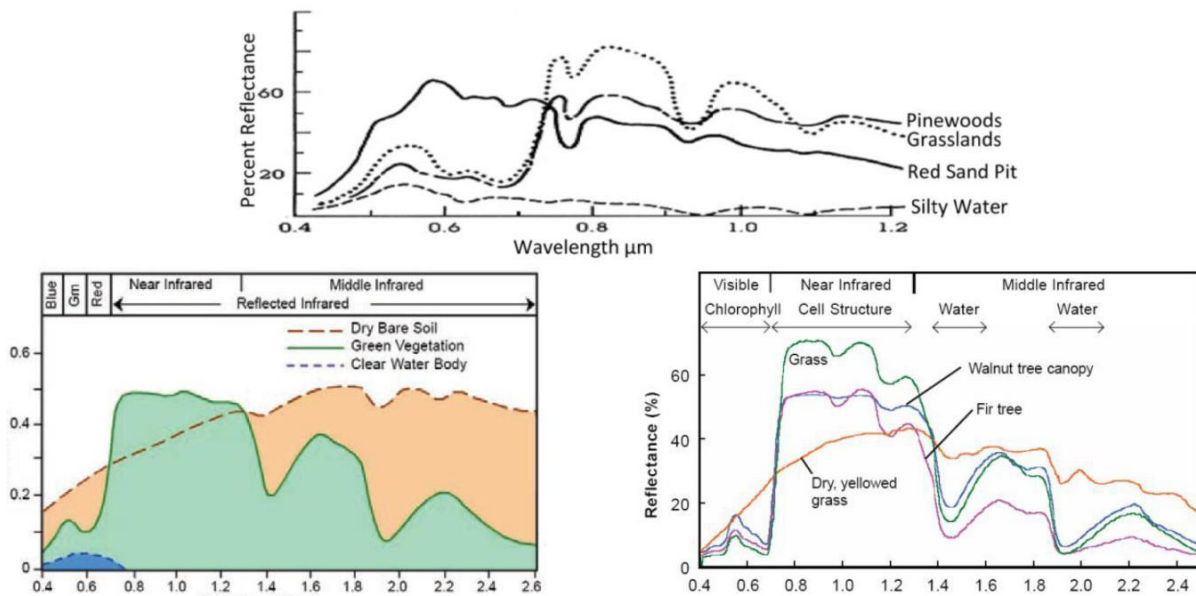 Percent Reflectance
60
20
0.4
0.6
0.8
1.0
1.2
Wavelength µm
Pinewoods
Grasslands
Red Sand Pit
Silty Water
Blue
Grn
Red
Near Infrared
Middle Infrared
Reflected Infrared
Dry Bare Soil
Green Vegetation
Clear Water Body
0.6
0.4
0.2
0
0.4 0.6 0.8 1.0 1.2 1.4 1.6 1.8 2.0 2.2 2.4 2.6
Visible
Near Infrared
Middle Infrared
Chlorophyll
Cell Structure
Water
Water
Reflectance (%)
60
40
20
0
Grass
Walnut tree canopy
Fir tree
Dry, yellowed
grass
0.4 0.6 0.8 1.0 1.2 1.4 1.6 1.8 2.0 2.2 2.4